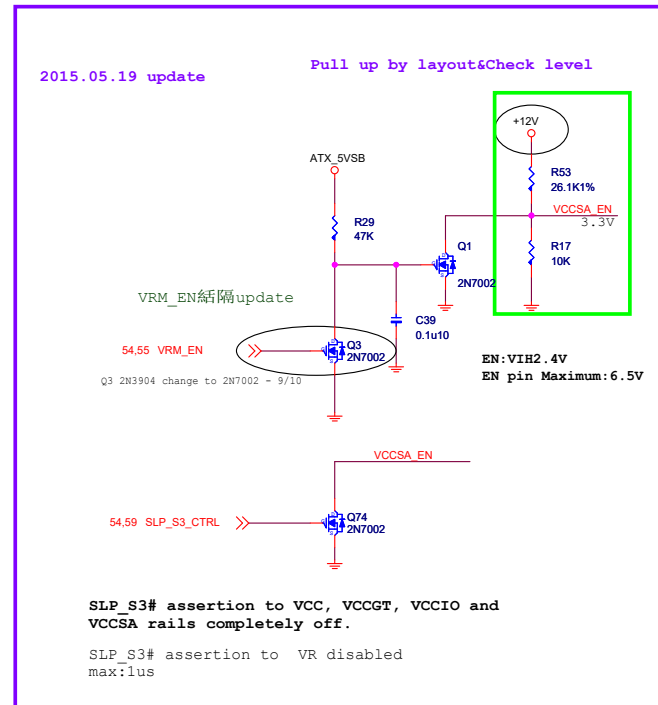 Pull up by layout&Check level
2015.05.19 update
+12V
ATX_5VSB
R53
26.1K1%
VCCSA_EN
3.3V
R29
47K
Q1
2N7002
R17
10K
VRM_EN結隔update
C39
0.1u10
54,55 VRM_EN
Q3
2N7002
Q3 2N3904 change to 2N7002 - 9/10
EN:VIH2.4V
EN pin Maximum:6.5V
VCCSA_EN
54,59 SLP_S3_CTRL
Q74
2N7002
SLP_S3# assertion to VCC, VCCGT, VCCIO and
VCCSA rails completely off.
SLP_S3# assertion to VR disabled
max:1us